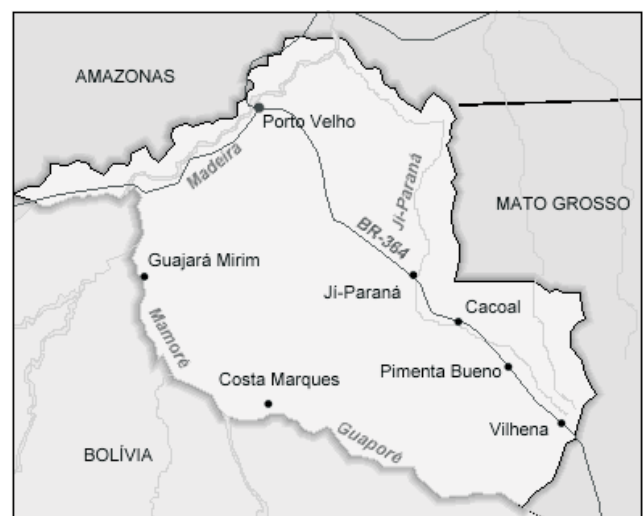 AMAZONAS
Porto Velho
Madeira
Ji-Paraná
MATO GROSSO
BR-364
Guajará Mirim
Jí-Paraná
Cacoal
Mamoré
Costa Marques
Pimenta Bueno
Guaporé
Vilhena
BOLÍVIA